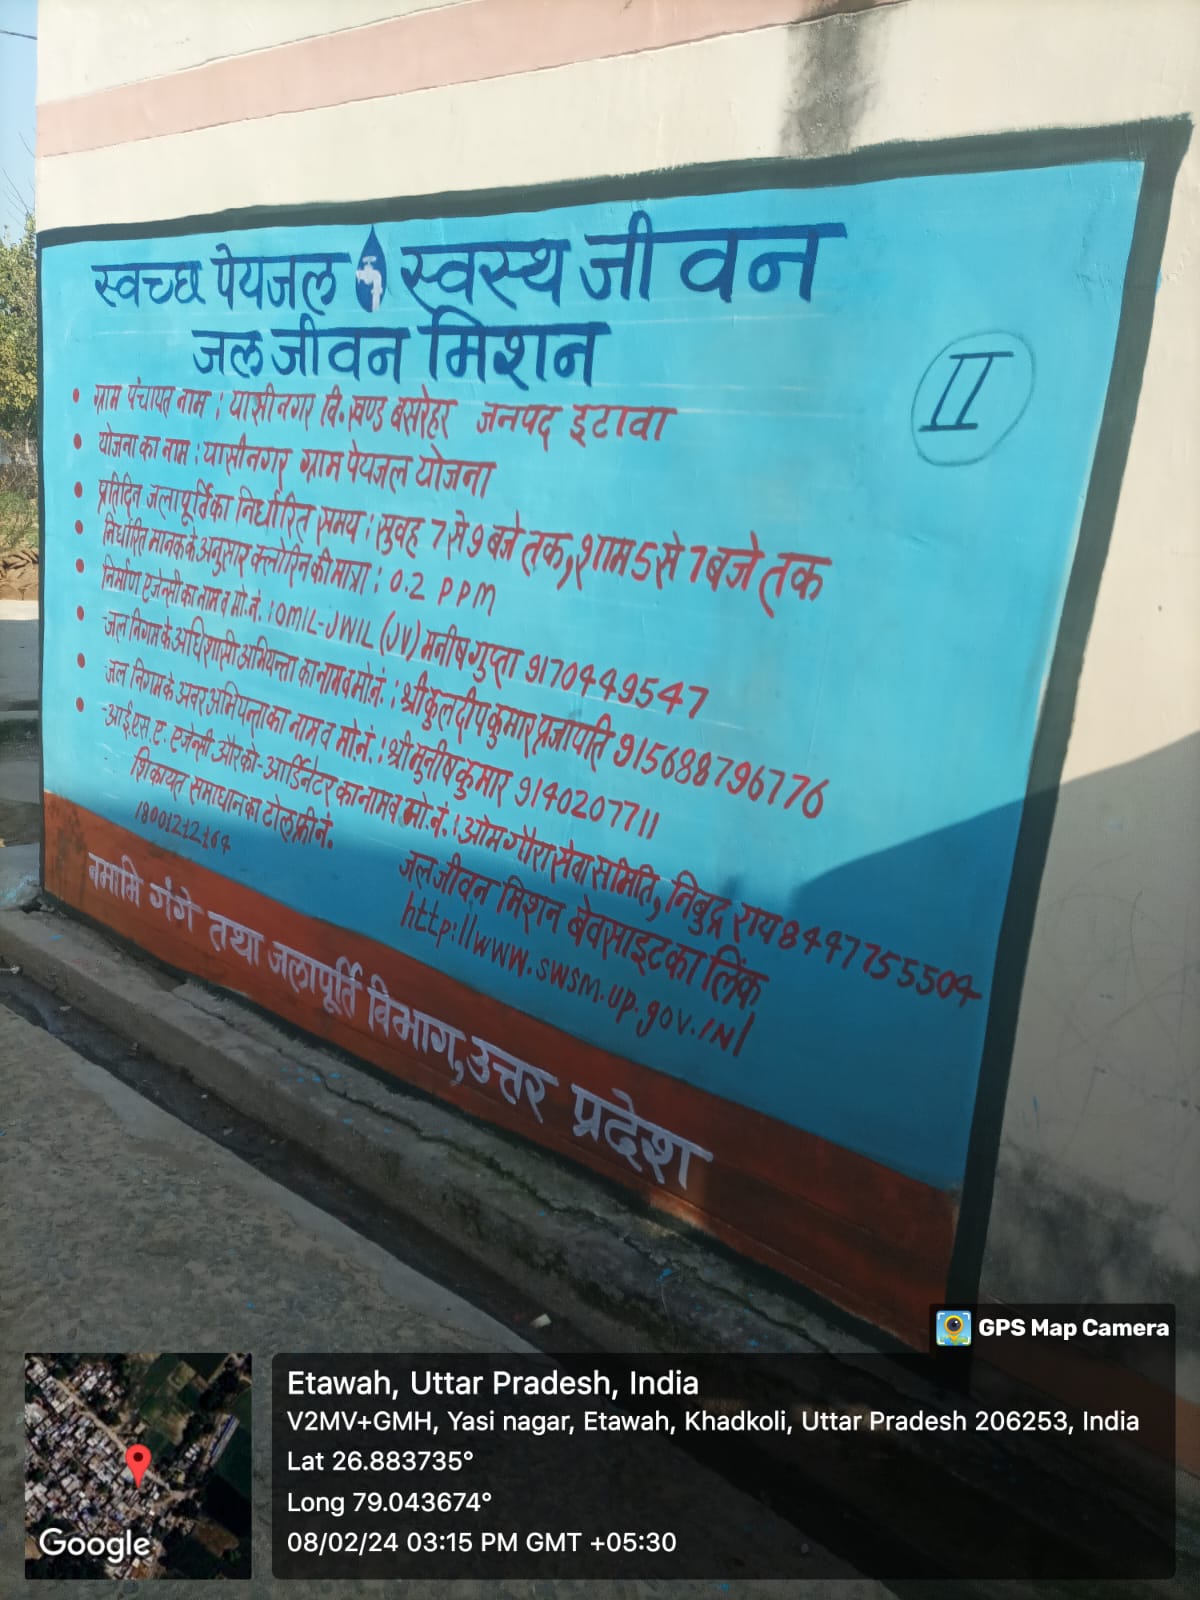 स्वच्छ पेयजल स्वस्थ जीवन
जल जीवन मिशन
II
• ग्राम पंचायत नाम : यासीनगर वि.खण्ड बसरेहर जनपद इटावा
• योजना का नाम : यासीनगर ग्राम पेयजल योजना
• प्रतिदिन जलापूर्ति का निर्धारित समय : सुवह 7 से 9 बजे तक, शाम 5 से 7 बजे तक
• निर्धारित मानक के अनुसार क्लोरिन की मात्रा : 0.2 PPM
• निर्माण एजेन्सी का नाम व मो.नं. : OMIL-JWIL (JV) मनीष गुप्ता 9170449547
• जल निगम के अधिशासी अभियन्ता का नाम व मो.नं. : श्री कुलदीप कुमार प्रजापति 915688796776
• जल निगम के अवर अभियन्ता का नाम व मो.नं. : श्री मुनीष कुमार 9140207711
• आई.एस.ए. एजेन्सी और को-आर्डिनेटर का नाम व मो.नं. : ओम गौरा सेवा समिति, निबुद्र राय 8447755504
शिकायत समाधान का टोल फ्री नं.
18001212164
जल जीवन मिशन बेवसाइट का लिंक
http://www.swsm.up.gov.in/
नमामि गंगे तथा जलापूर्ति विभाग, उत्तर प्रदेश
GPS Map Camera
Etawah, Uttar Pradesh, India
V2MV+GMH, Yasi nagar, Etawah, Khadkoli, Uttar Pradesh 206253, India
Lat 26.883735°
Long 79.043674°
08/02/24 03:15 PM GMT +05:30
Google